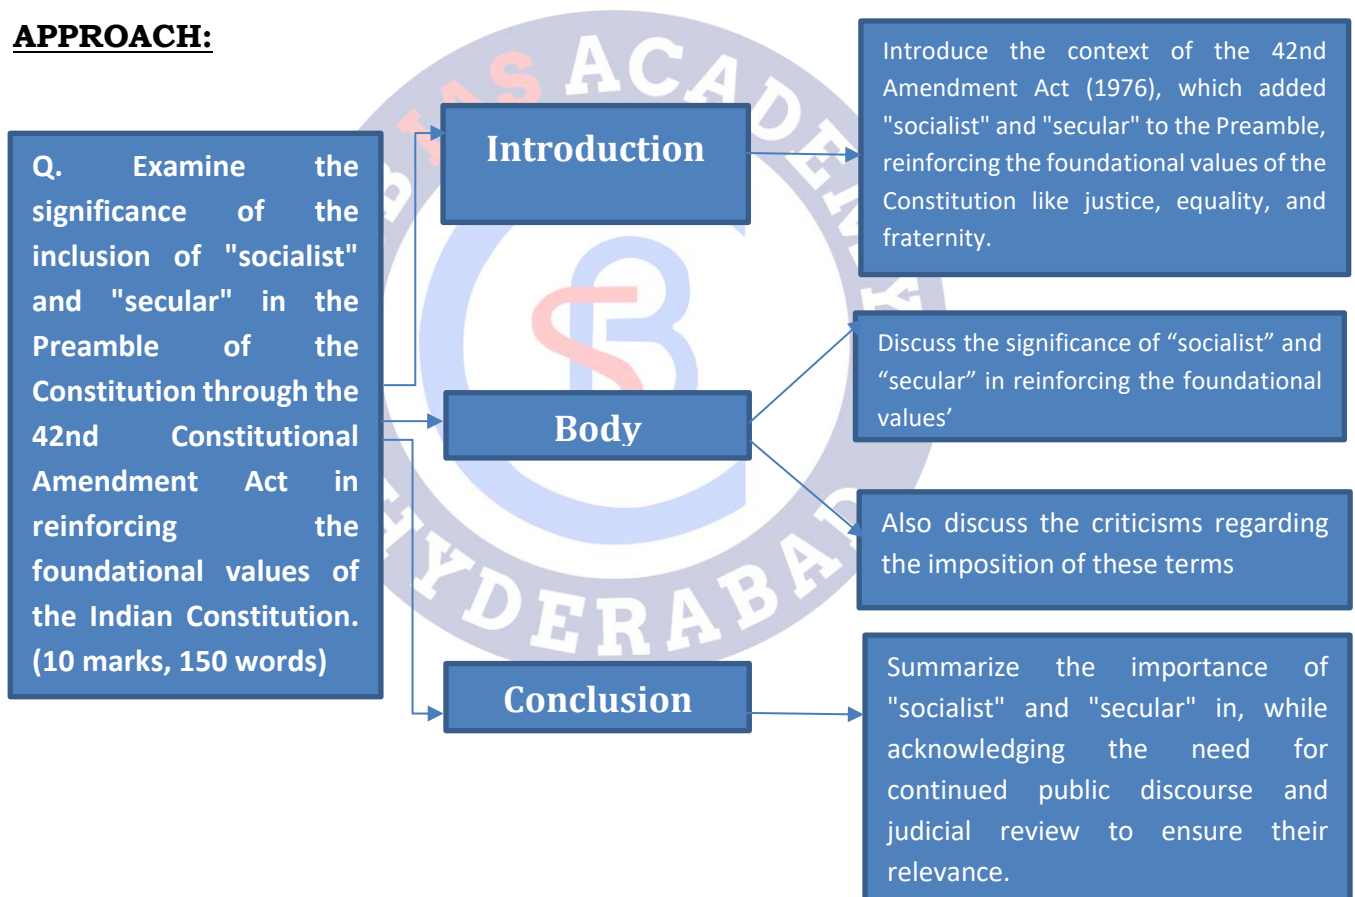 APPROACH:
Q. Examine the
significance of the
inclusion of "socialist"
and "secular" in the
Preamble of the
Constitution through the
42nd Constitutional
Amendment Act in
reinforcing the
foundational values of
the Indian Constitution.
(10 marks, 150 words)
Introduction
Introduce the context of the 42nd
Amendment Act (1976), which added
"socialist" and "secular" to the Preamble,
reinforcing the foundational values of the
Constitution like justice, equality, and
fraternity.
Body
Discuss the significance of “socialist” and
“secular” in reinforcing the foundational
values’
Also discuss the criticisms regarding
the imposition of these terms
Conclusion
Summarize the importance of
"socialist" and "secular" in, while
acknowledging the need for
continued public discourse and
judicial review to ensure their
relevance.
IAS ACADEMY
HYDERABAD